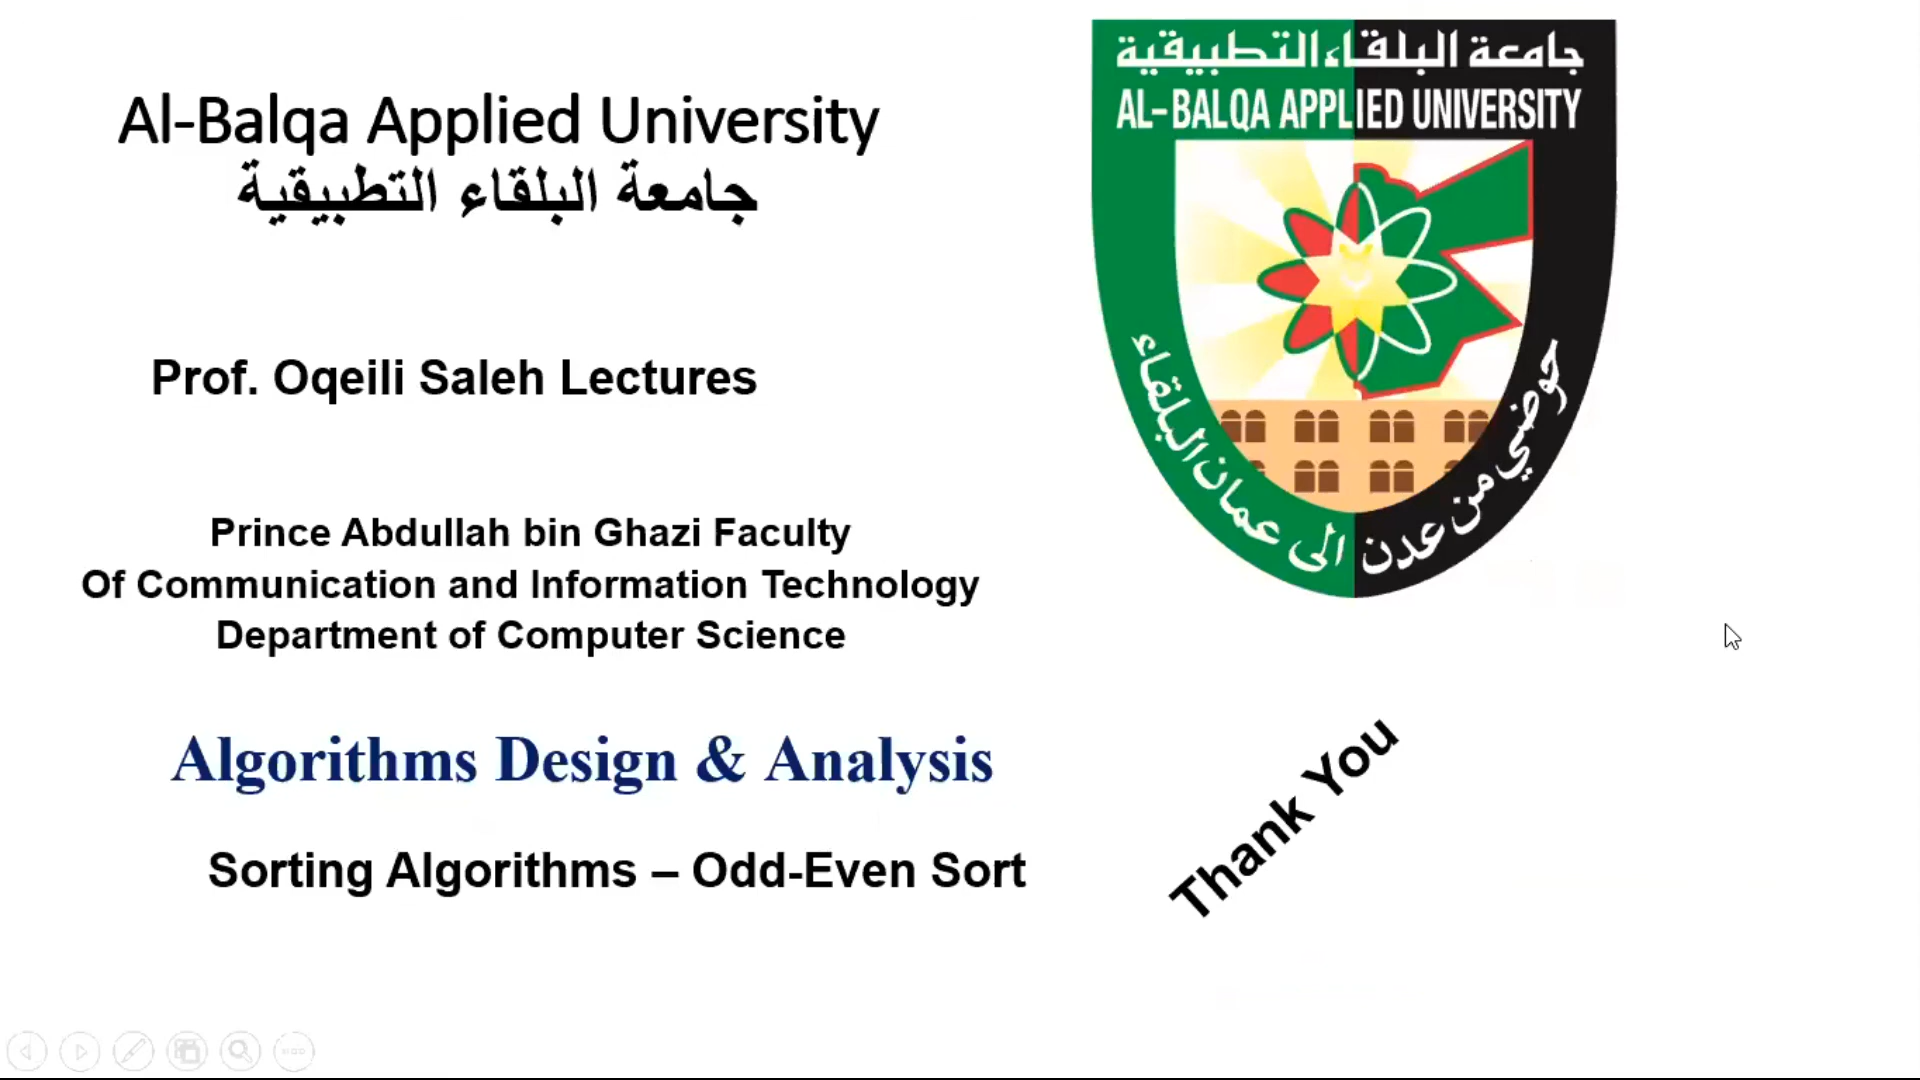 Al-Balqa Applied University
جامعة البلقاء التطبيقية
Prof. Oqeili Saleh Lectures
Prince Abdullah bin Ghazi Faculty
Of Communication and Information Technology
Department of Computer Science
Algorithms Design & Analysis
Sorting Algorithms – Odd-Even Sort
جامعة البلقاء التطبيقية
AL-BALQA APPLIED UNIVERSITY
حوضي من عدن الى عمان البلقاء
Thank You